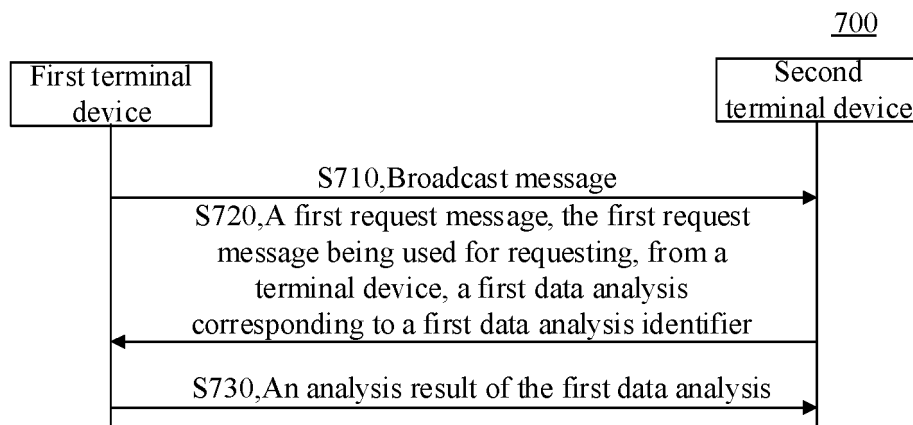 700
First terminal
device
Second
terminal device
S710,Broadcast message
S720,A first request message, the first request
message being used for requesting, from a
terminal device, a first data analysis
corresponding to a first data analysis identifier
S730,An analysis result of the first data analysis